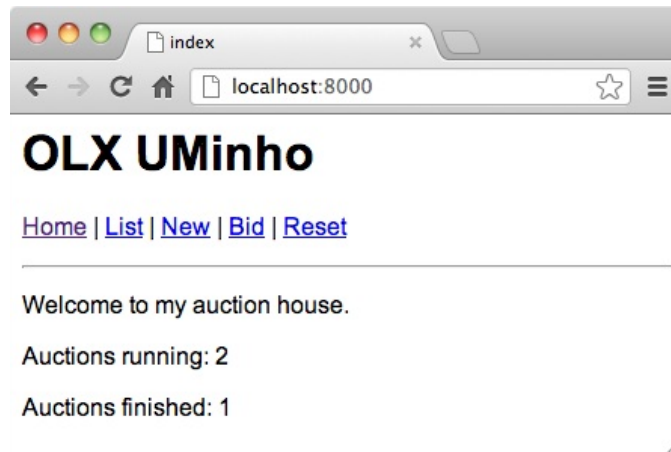 index
localhost:8000
OLX UMinho
Home | List | New | Bid | Reset
Welcome to my auction house.
Auctions running: 2
Auctions finished: 1